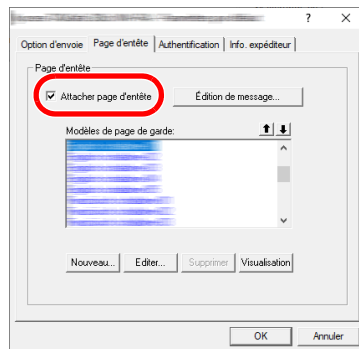 ? X
Option d'envoie Page d'entête Authentification Info. expéditeur
Page d'entête
Attacher page d'entête Édition de message...
Modèles de page de garde:
Nouveau... Editer... Supprimer Visualisation
OK Annuler